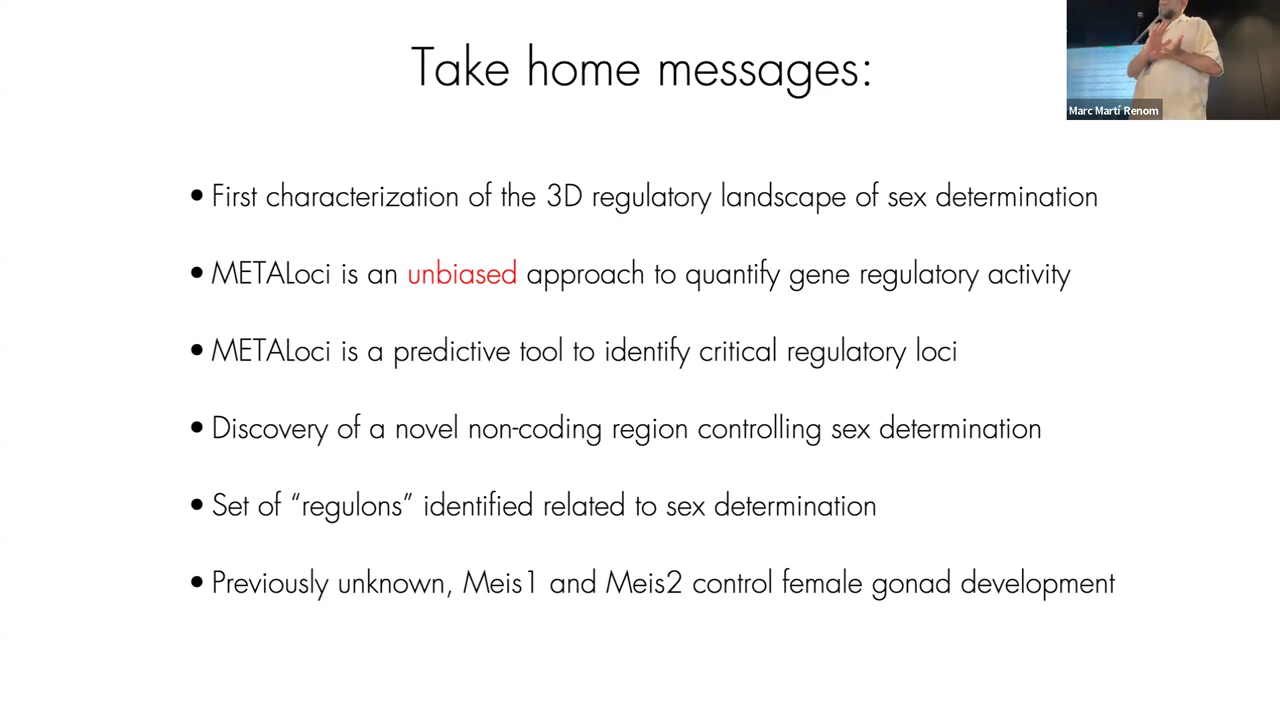 Take home messages:
Marc Martí Renom
• First characterization of the 3D regulatory landscape of sex determination
• METALoci is an unbiased approach to quantify gene regulatory activity
• METALoci is a predictive tool to identify critical regulatory loci
• Discovery of a novel non-coding region controlling sex determination
• Set of “regulons” identified related to sex determination
• Previously unknown, Meis1 and Meis2 control female gonad development